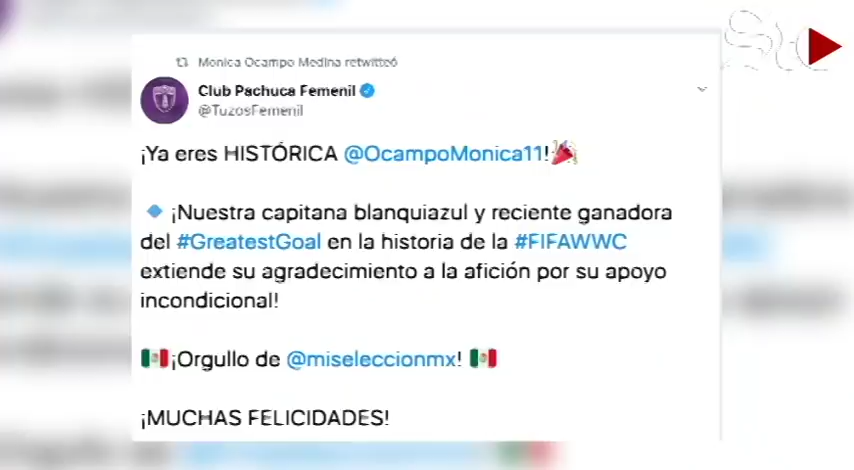 Monica Ocampo Medina retwitteó
Club Pachuca Femenil
@TuzosFemenil
¡Ya eres HISTÓRICA @OcampoMonica11!
¡Nuestra capitana blanquiazul y reciente ganadora
del #GreatestGoal en la historia de la #FIFAWWC
extiende su agradecimiento a la afición por su apoyo
incondicional!
¡Orgullo de @miseleccionmx!
¡MUCHAS FELICIDADES!